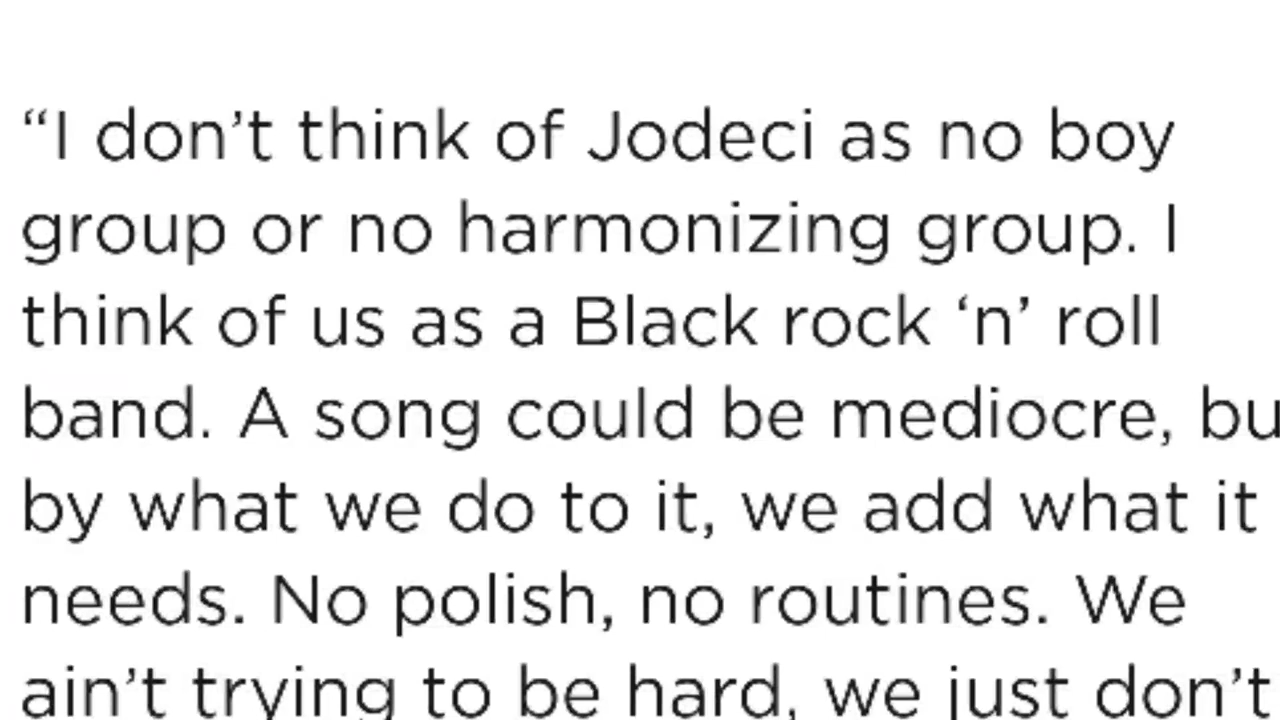 “I don’t think of Jodeci as no boy
group or no harmonizing group. I
think of us as a Black rock ‘n’ roll
band. A song could be mediocre, bu
by what we do to it, we add what it
needs. No polish, no routines. We
ain’t trying to be hard, we just don’t